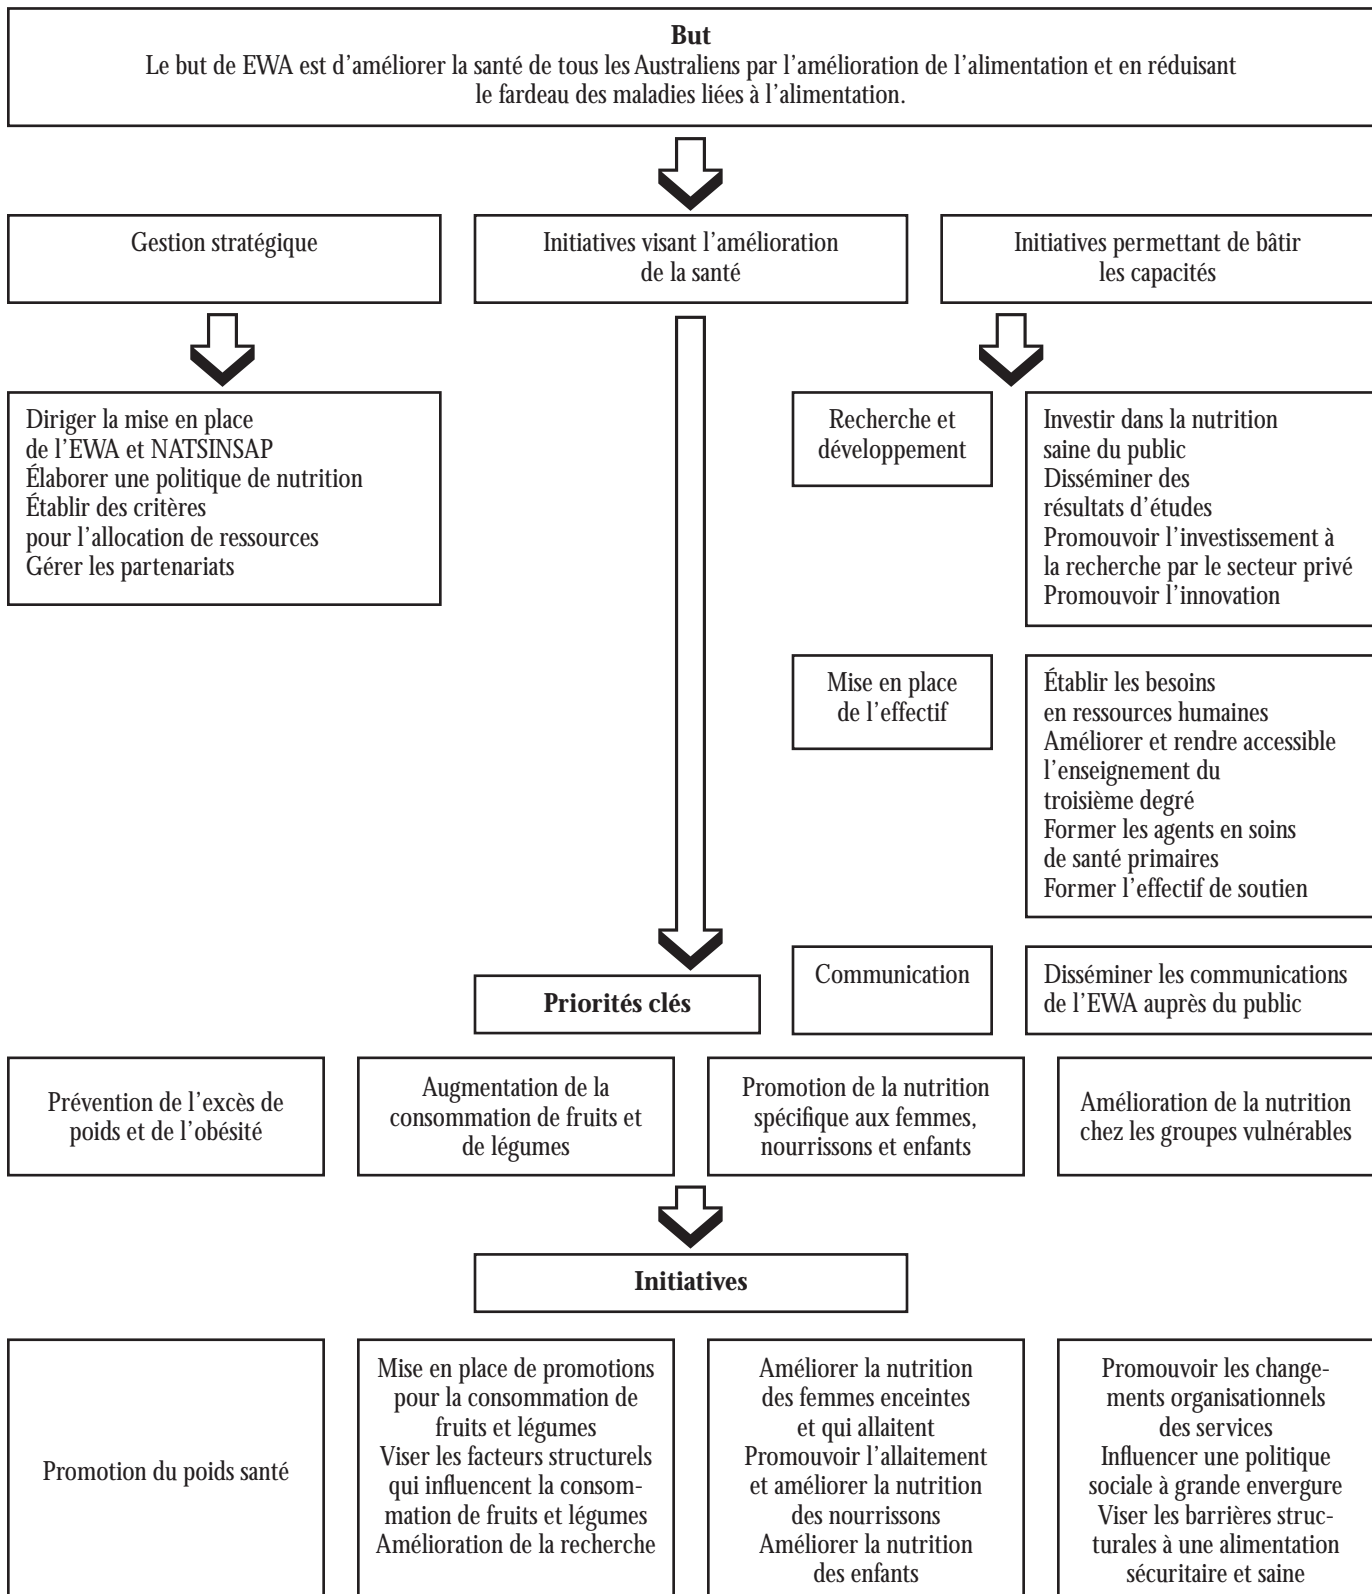 But
Le but de EWA est d'améliorer la santé de tous les Australiens par l'amélioration de l'alimentation et en réduisant
le fardeau des maladies liées à l'alimentation.
Gestion stratégique
Initiatives visant l'amélioration
de la santé
Initiatives permettant de bâtir
les capacités
Diriger la mise en place
de l'EWA et NATSINSAP
Élaborer une politique de nutrition
Établir des critères
pour l'allocation de ressources
Gérer les partenariats
Recherche et
développement
Investir dans la nutrition
saine du public
Disséminer des
résultats d'études
Promouvoir l'investissement à
la recherche par le secteur privé
Promouvoir l'innovation
Mise en place
de l'effectif
Établir les besoins
en ressources humaines
Améliorer et rendre accessible
l'enseignement du
troisième degré
Former les agents en soins
de santé primaires
Former l'effectif de soutien
Communication
Disséminer les communications
de l'EWA auprès du public
Priorités clés
Prévention de l'excès de
poids et de l'obésité
Augmentation de la
consommation de fruits et
de légumes
Promotion de la nutrition
spécifique aux femmes,
nourrissons et enfants
Amélioration de la nutrition
chez les groupes vulnérables
Initiatives
Promotion du poids santé
Mise en place de promotions
pour la consommation de
fruits et légumes
Viser les facteurs structurels
qui influencent la consom-
mation de fruits et légumes
Amélioration de la recherche
Améliorer la nutrition
des femmes enceintes
et qui allaitent
Promouvoir l'allaitement
et améliorer la nutrition
des nourrissons
Améliorer la nutrition
des enfants
Promouvoir les change-
ments organisationnels
des services
Influencer une politique
sociale à grande envergure
Viser les barrières struc-
turales à une alimentation
sécuritaire et saine